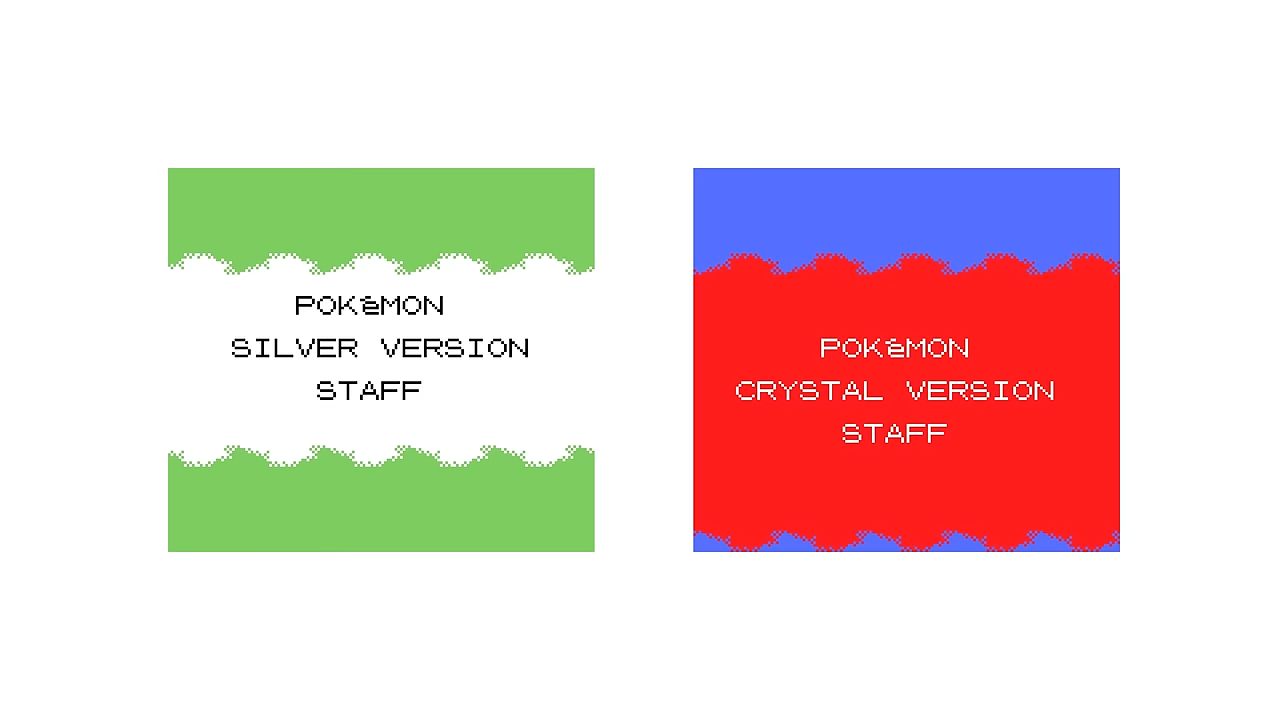 POKéMON
SILVER VERSION
STAFF
POKéMON
CRYSTAL VERSION
STAFF